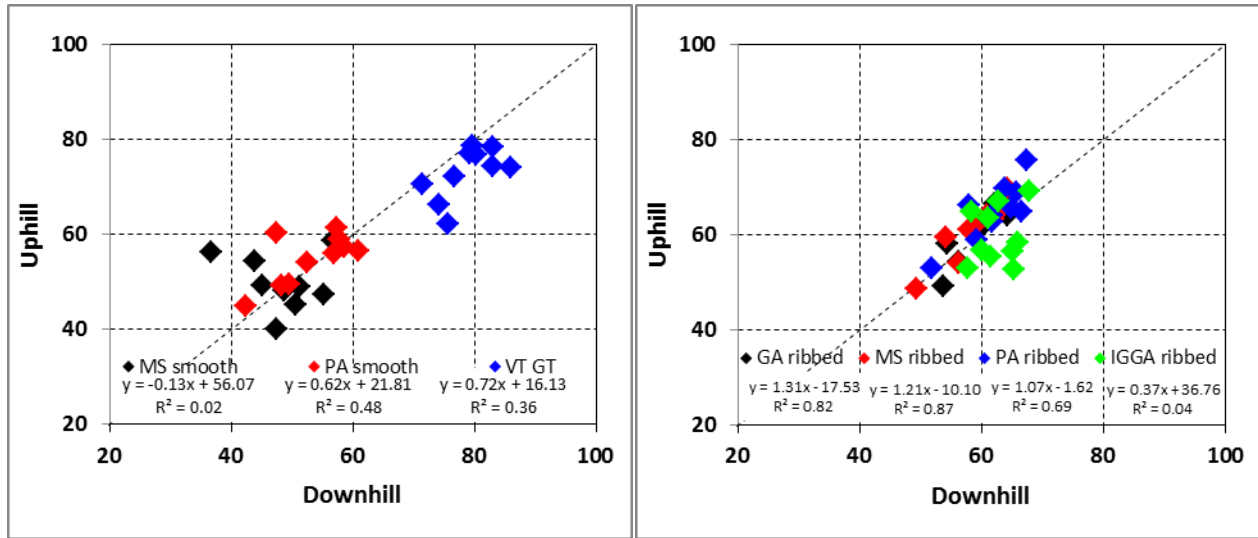 100
80
60
40
20
Uphill
MS smooth PA smooth VT GT
y = -0.13x + 56.07 y = 0.62x + 21.81 y = 0.72x + 16.13
R² = 0.02 R² = 0.48 R² = 0.36
20 40 60 80 100
Downhill
100
80
60
40
20
Uphill
GA ribbed MS ribbed PA ribbed IGGA ribbed
y = 1.31x - 17.53 y = 1.21x - 10.10 y = 1.07x - 1.62 y = 0.37x + 36.76
R² = 0.82 R² = 0.87 R² = 0.69 R² = 0.04
20 40 60 80 100
Downhill